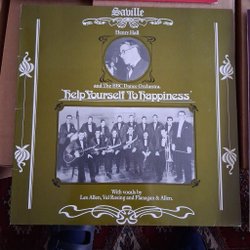 Saville
Henry Hall
and The BBC Dance Orchestra.
"Help Yourself To Happiness"
With vocals by
Les Allen, Val Rosing and Flanagan & Allen.